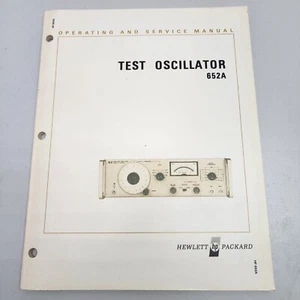 OPERATING AND SERVICE MANUAL
TEST OSCILLATOR
652A
HEWLETT hp PACKARD